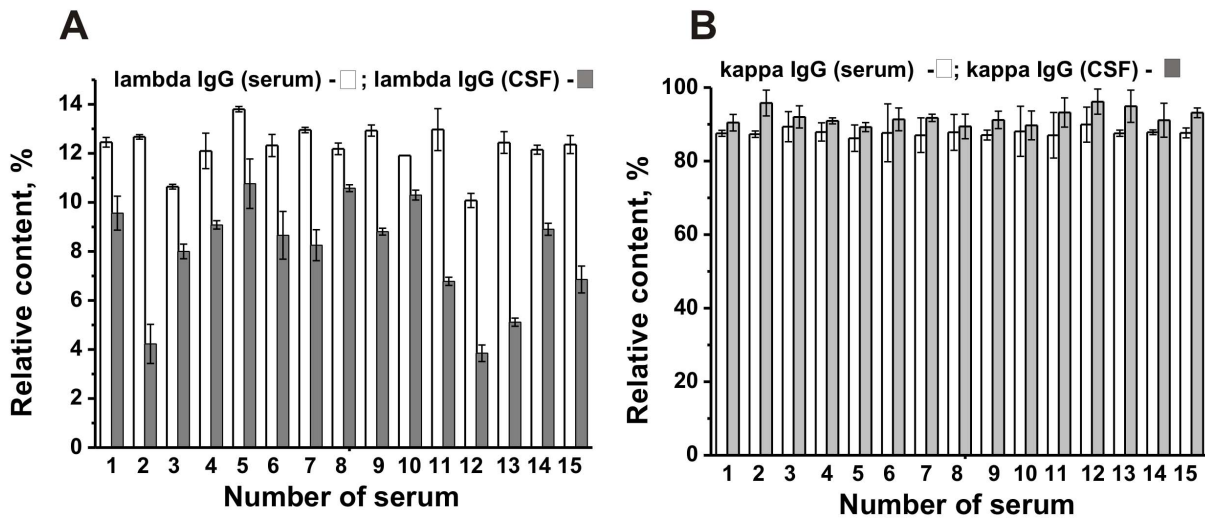 A
lambda IgG (serum) - ; lambda IgG (CSF) -
14
12
10
8
6
4
2
0
Relative content, %
1 2 3 4 5 6 7 8 9 10 11 12 13 14 15
Number of serum
B
kappa IgG (serum) - ; kappa IgG (CSF) -
100
80
60
40
20
0
Relative content, %
1 2 3 4 5 6 7 8 9 10 11 12 13 14 15
Number of serum